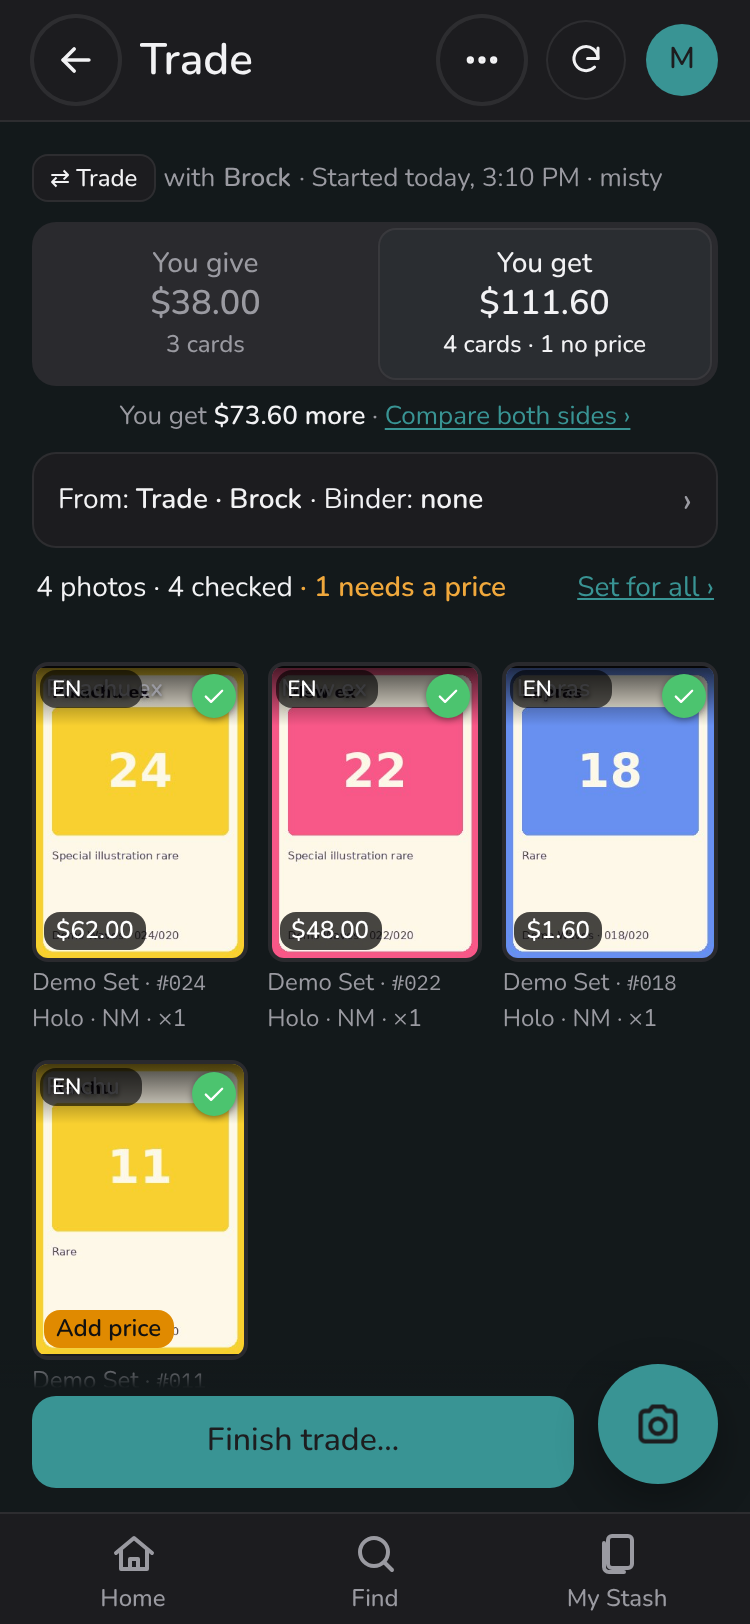 Trade
M
⇄ Trade with Brock · Started today, 3:10 PM · misty
You give
$38.00
3 cards
You get
$111.60
4 cards · 1 no price
You get $73.60 more · Compare both sides ›
From: Trade · Brock · Binder: none ›
4 photos · 4 checked · 1 needs a price
Set for all ›
EN
24
Special illustration rare
$62.00
Demo Set · #024
Holo · NM · ×1
EN
22
Special illustration rare
$48.00
Demo Set · #022
Holo · NM · ×1
EN
18
Rare
$1.60
018/020
Demo Set · #018
Holo · NM · ×1
EN
11
Rare
Add price
Demo Set · #011
Finish trade...
Home
Find
My Stash